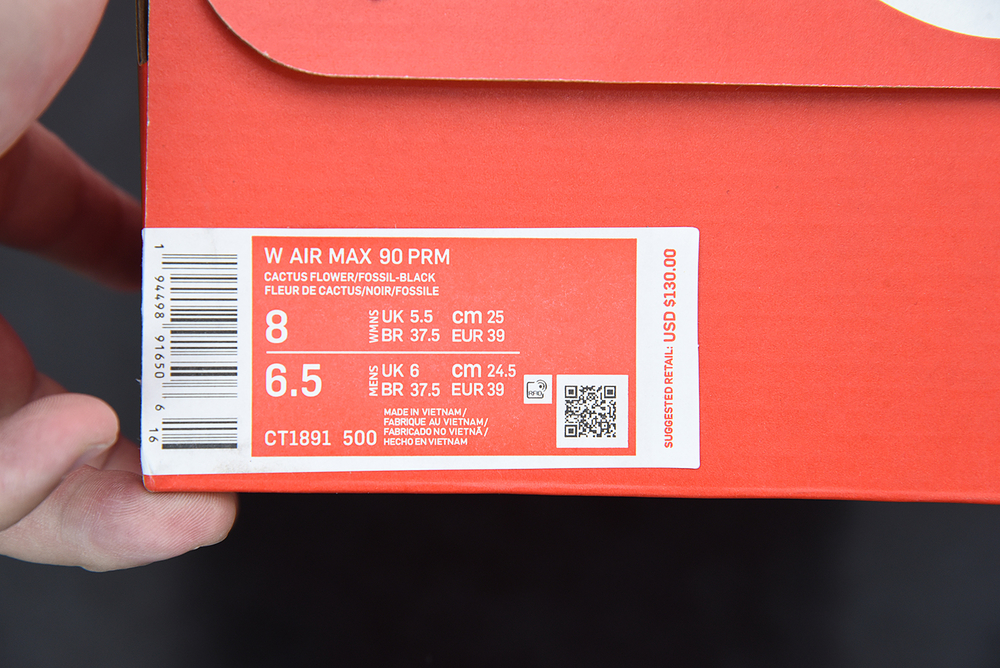 1 94498 91650 6 16
W AIR MAX 90 PRM
CACTUS FLOWER/FOSSIL-BLACK
FLEUR DE CACTUS/NOIR/FOSSILE
8 WMNS UK 5.5 cm 25
BR 37.5 EUR 39
6.5 MENS UK 6 cm 24.5
BR 37.5 EUR 39
RFID
MADE IN VIETNAM/
FABRIQUE AU VIETNAM/
FABRICADO NO VIETNÃ/
HECHO EN VIETNAM
CT1891 500
SUGGESTED RETAIL: USD $130.00